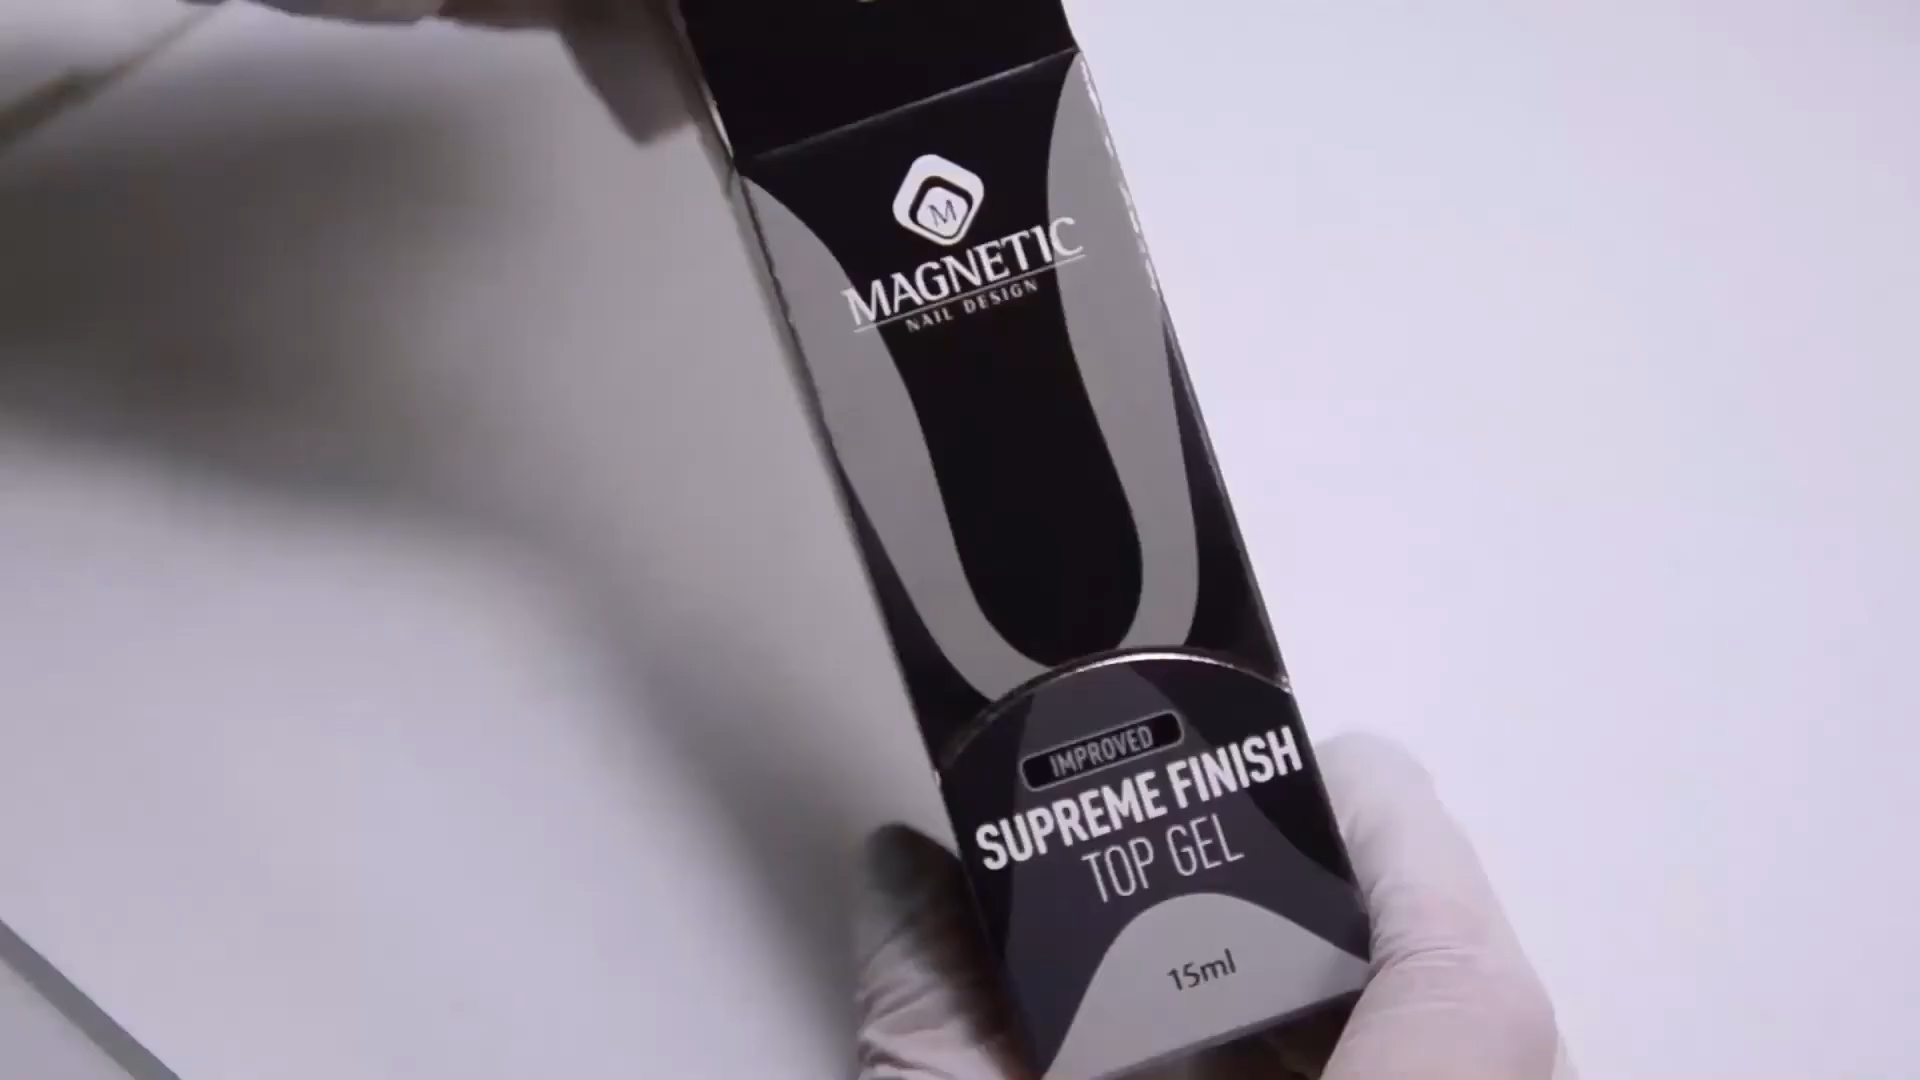 M
MAGNETIC
NAIL DESIGN
IMPROVED
SUPREME FINISH
TOP GEL
15ml